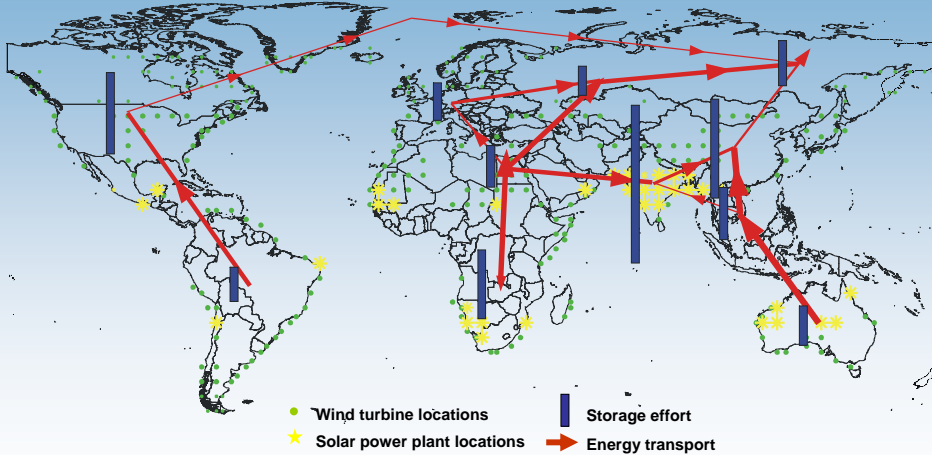 Wind turbine locations
Solar power plant locations
Storage effort
Energy transport